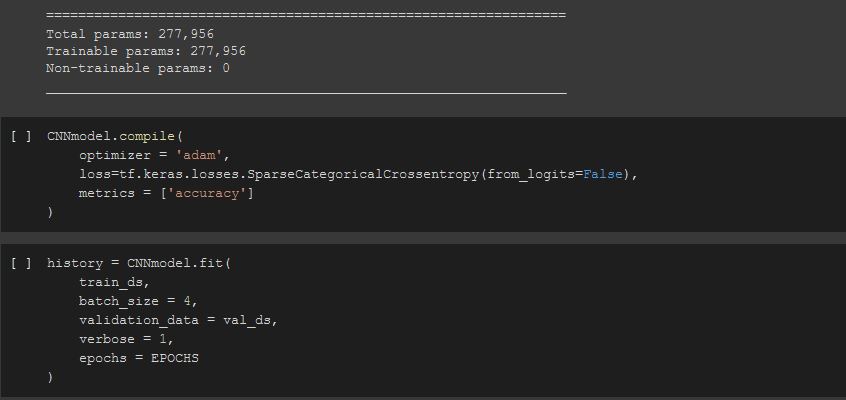 =================================================================
Total params: 277,956
Trainable params: 277,956
Non-trainable params: 0
_________________________________________________________________
[ ] CNNmodel.compile(
    optimizer = 'adam',
    loss=tf.keras.losses.SparseCategoricalCrossentropy(from_logits=False),
    metrics = ['accuracy']
)
[ ] history = CNNmodel.fit(
    train_ds,
    batch_size = 4,
    validation_data = val_ds,
    verbose = 1,
    epochs = EPOCHS
)